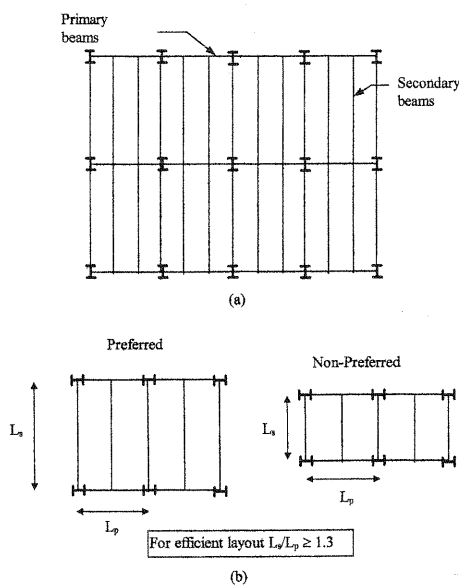 Primary
beams
Secondary
beams
(a)
Preferred
Non-Preferred
Lₛ
Lₚ
Lₛ
Lₚ
For efficient layout Lₛ/Lₚ ≥ 1.3
(b)